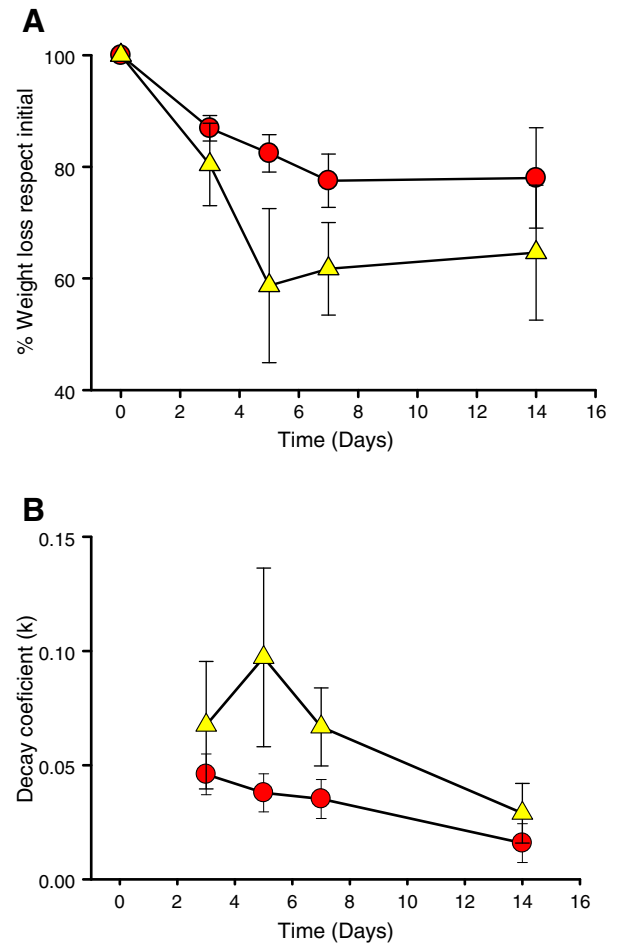 A
% Weight loss respect initial
100
80
60
40
0 2 4 6 8 10 12 14 16
Time (Days)
B
Decay coeficient (k)
0.15
0.10
0.05
0.00
0 2 4 6 8 10 12 14 16
Time (Days)